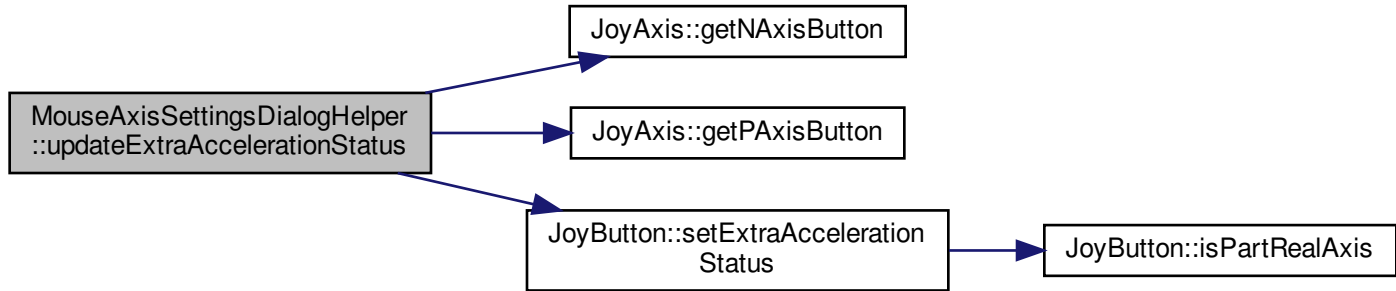 JoyAxis::getNAxisButton
MouseAxisSettingsDialogHelper
::updateExtraAccelerationStatus
JoyAxis::getPAxisButton
JoyButton::setExtraAcceleration
Status
JoyButton::isPartRealAxis